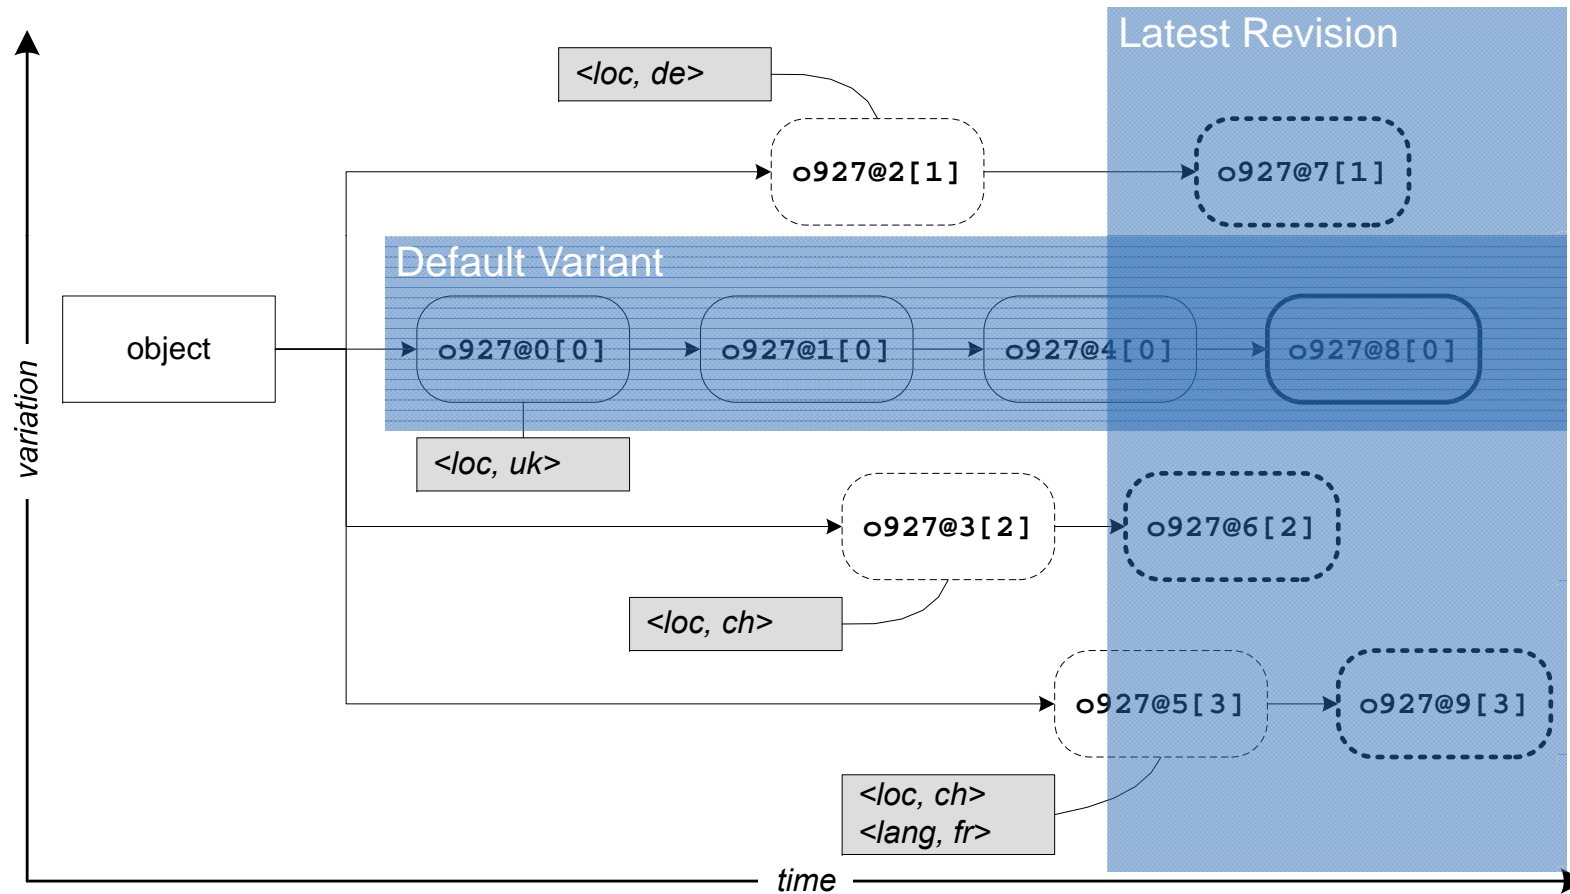 Latest Revision
<loc, de>
o927@2[1]
o927@7[1]
Default Variant
object
o927@0[0]
o927@1[0]
o927@4[0]
o927@8[0]
variation
<loc, uk>
o927@3[2]
o927@6[2]
<loc, ch>
o927@5[3]
o927@9[3]
<loc, ch>
<lang, fr>
time